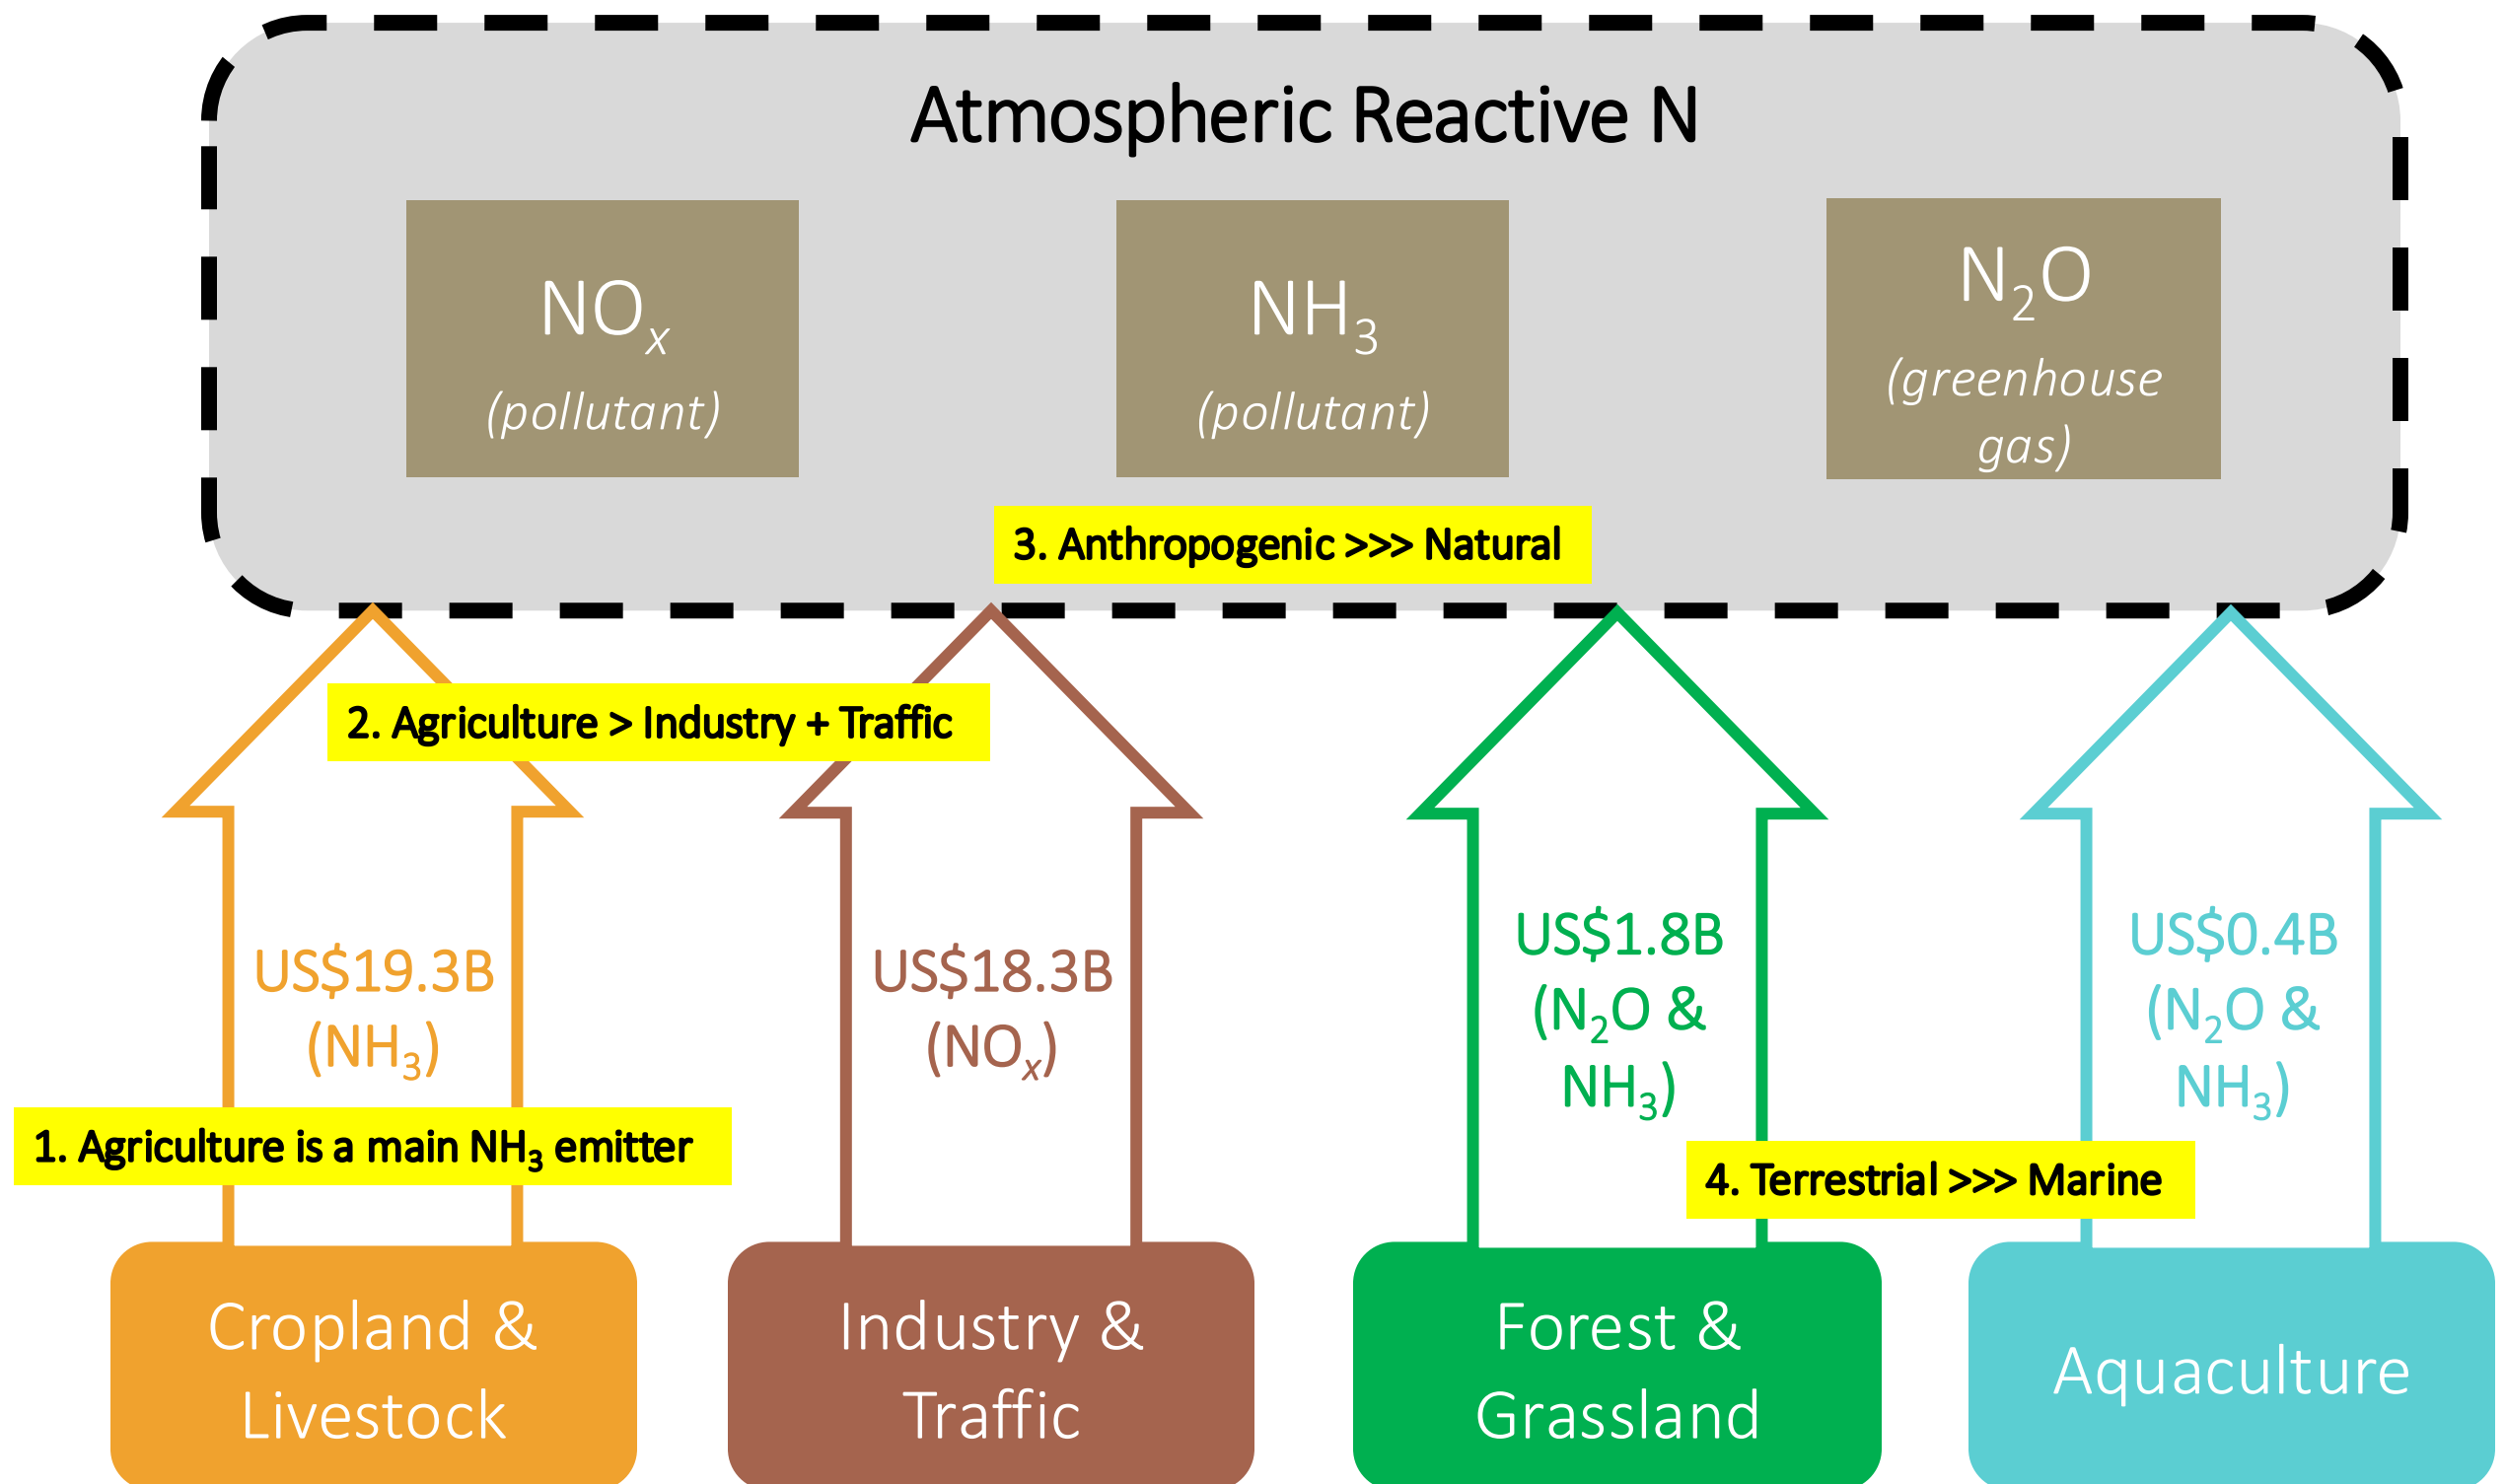 Atmospheric Reactive N
NOₓ
(pollutant)
NH₃
(pollutant)
N₂O
(greenhouse
gas)
3. Anthropogenic >>> Natural
2. Agriculture > Industry + Traffic
US$19.3B
(NH₃)
US$18.3B
(NOₓ)
US$1.8B
(N₂O &
NH₃)
US$0.4B
(N₂O &
NH₃)
1. Agriculture is a main NH₃ emitter
4. Terrestrial >>> Marine
Cropland &
Livestock
Industry &
Traffic
Forest &
Grassland
Aquaculture